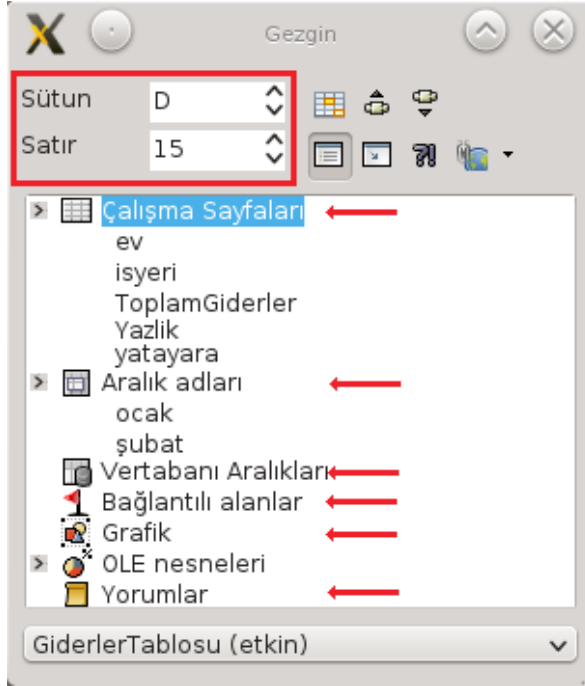 Gezgin
Sütun D
Satır 15
Çalışma Sayfaları
ev
isyeri
ToplamGiderler
Yazlik
yatayara
Aralık adları
ocak
şubat
Vertabanı Aralıkları
Bağlantılı alanlar
Grafik
OLE nesneleri
Yorumlar
GiderlerTablosu (etkin)